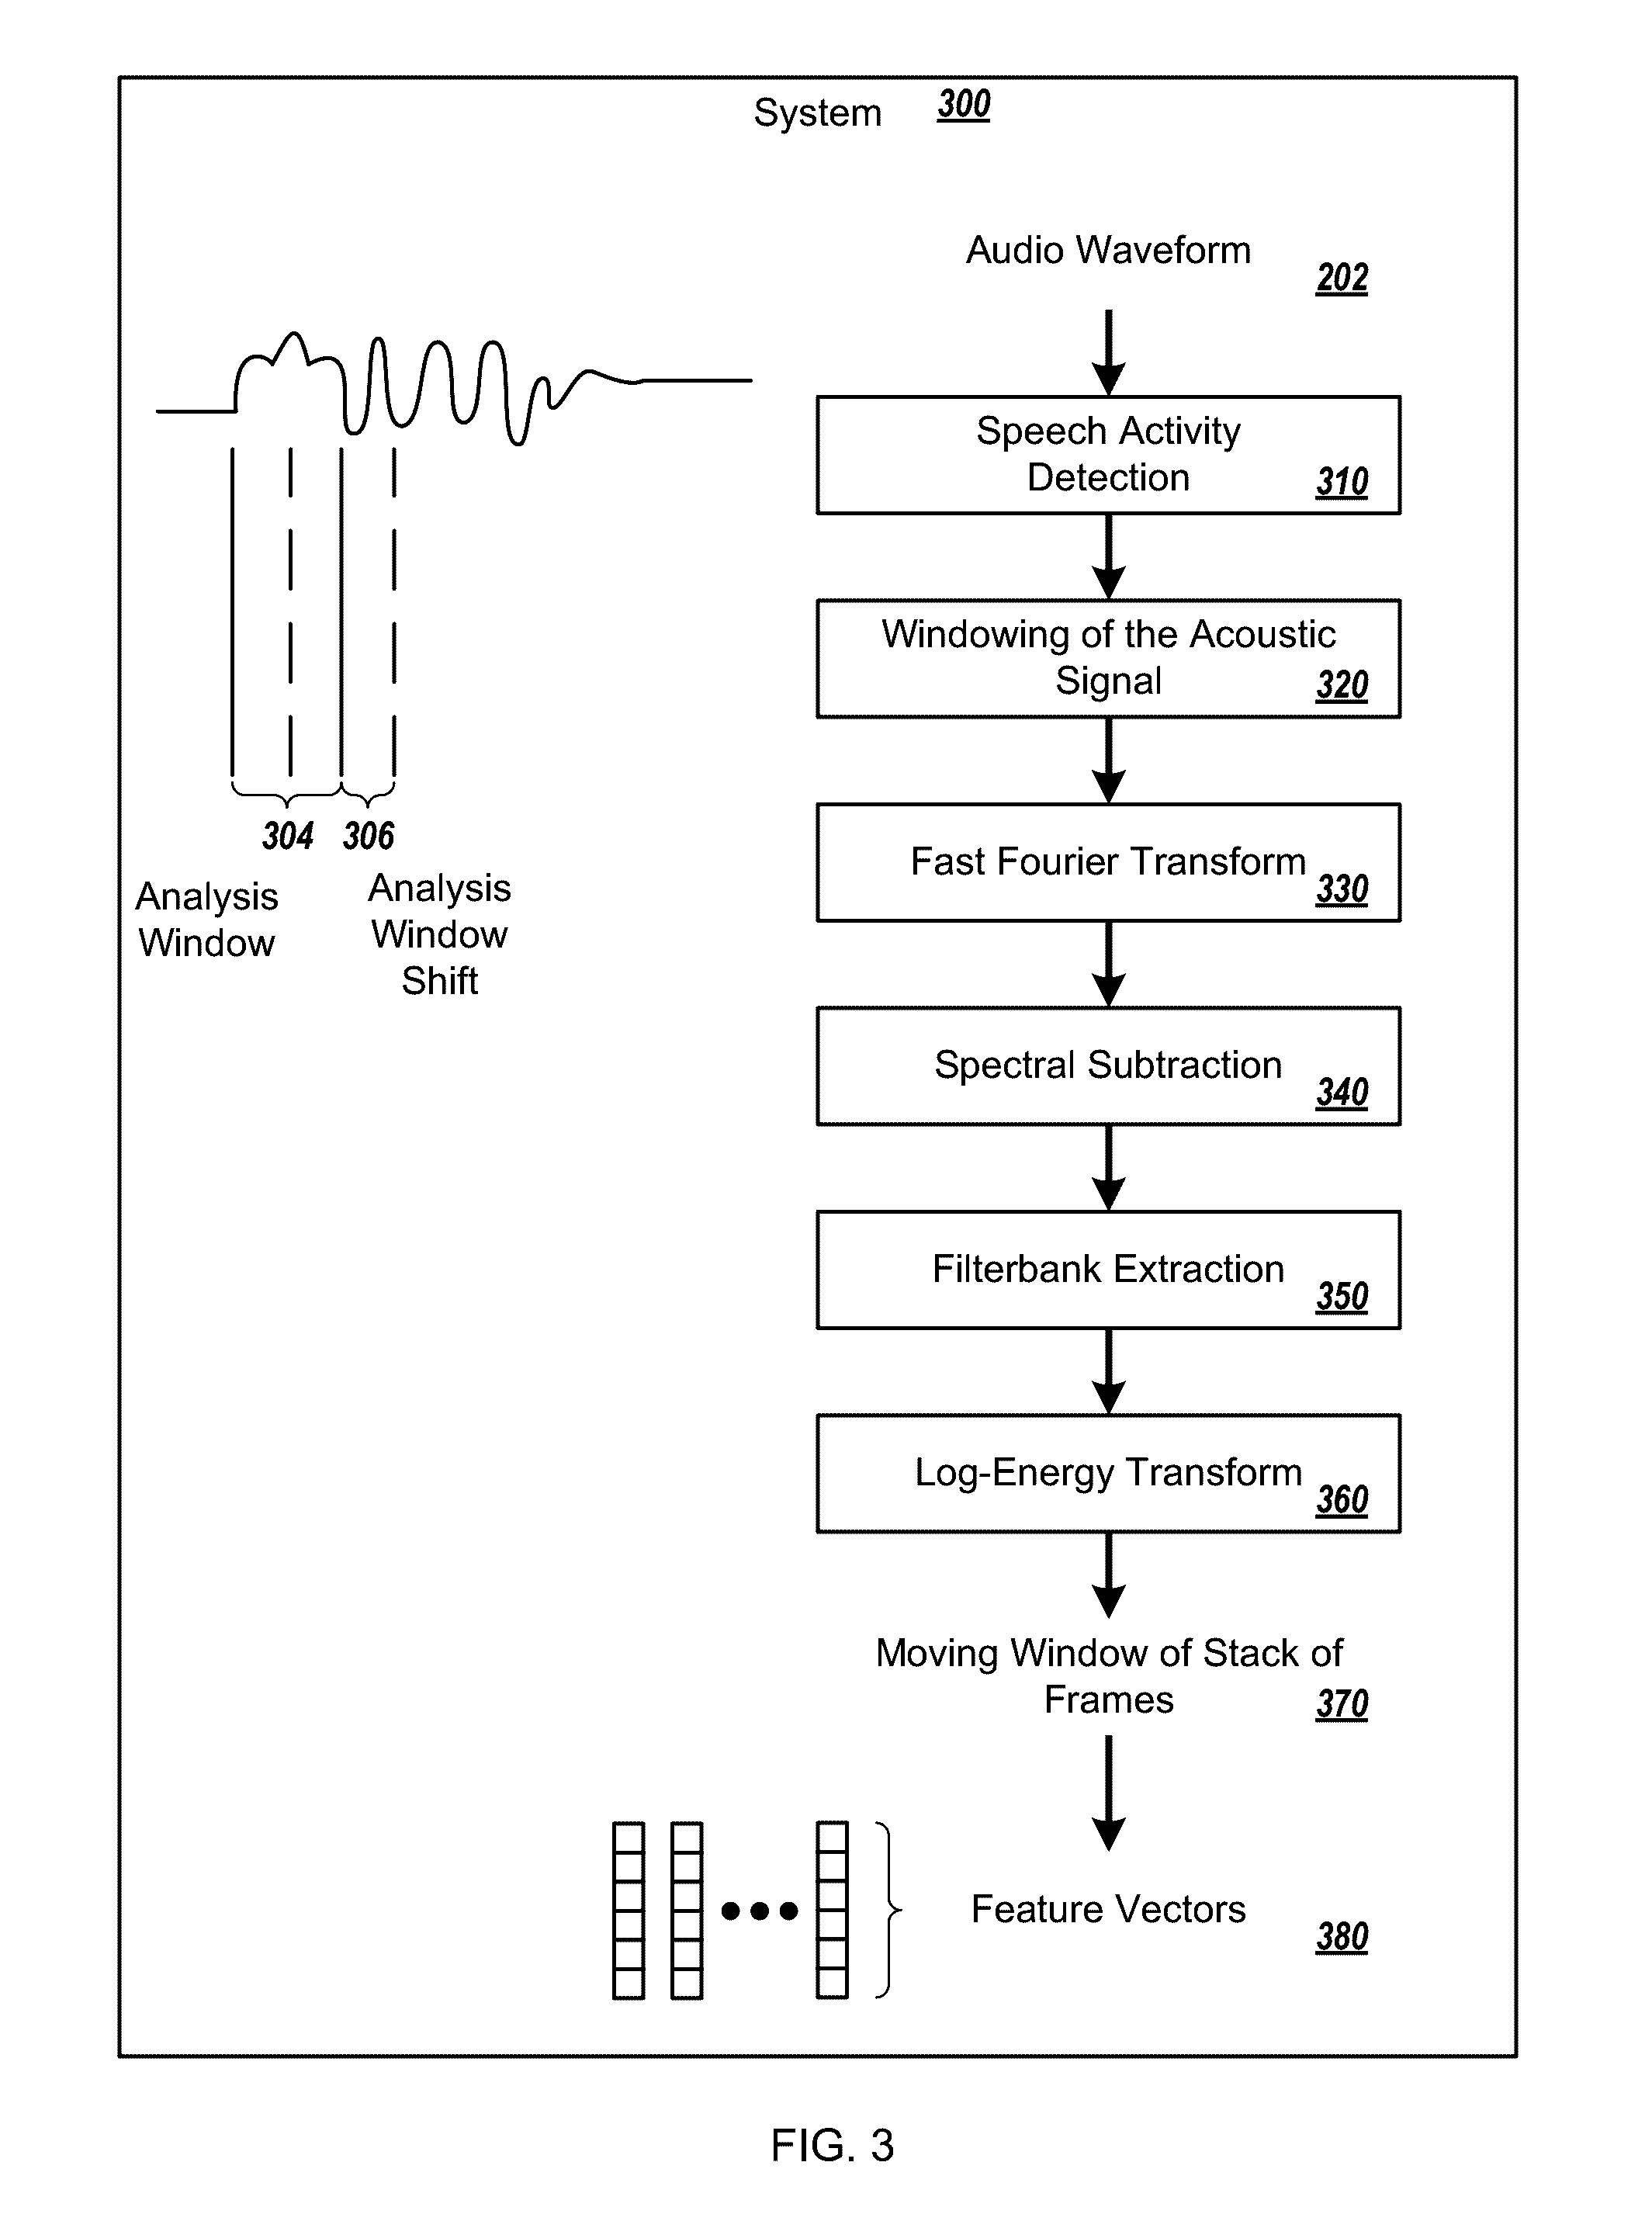 System 300
Audio Waveform
202
Speech Activity
Detection 310
Windowing of the Acoustic
Signal 320
Fast Fourier Transform 330
304 306
Analysis
Window
Analysis
Window
Shift
Spectral Subtraction 340
Filterbank Extraction 350
Log-Energy Transform 360
Moving Window of Stack of
Frames 370
Feature Vectors 380
FIG. 3